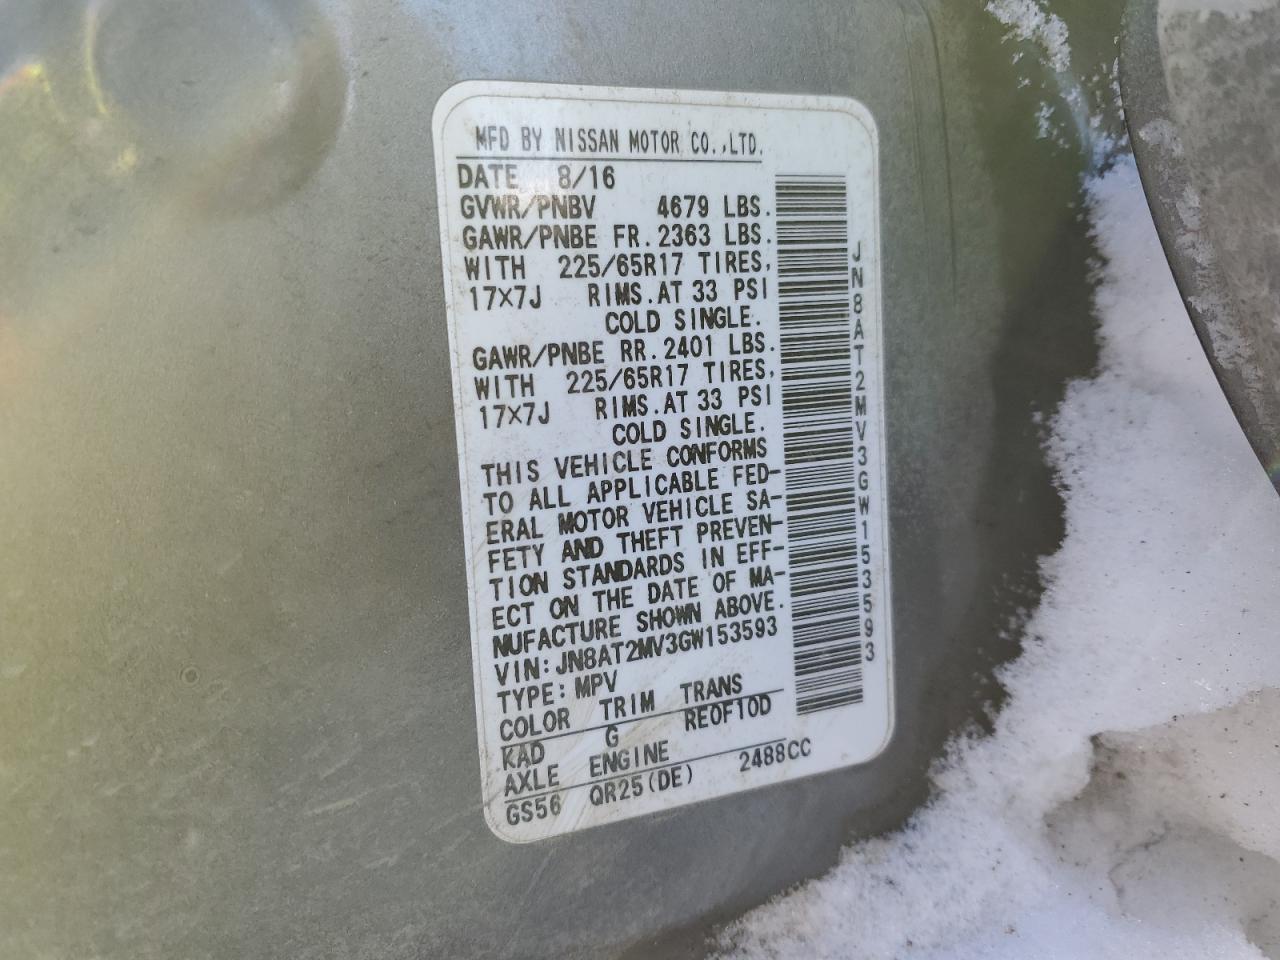 MFD BY NISSAN MOTOR CO.,LTD.
DATE 8/16
GVWR/PNBV 4679 LBS.
GAWR/PNBE FR. 2363 LBS.
WITH 225/65R17 TIRES,
17×7J RIMS.AT 33 PSI
COLD SINGLE.
GAWR/PNBE RR. 2401 LBS.
WITH 225/65R17 TIRES,
17×7J RIMS.AT 33 PSI
COLD SINGLE.
THIS VEHICLE CONFORMS
TO ALL APPLICABLE FED-
ERAL MOTOR VEHICLE SA-
FETY AND THEFT PREVEN-
TION STANDARDS IN EFF-
ECT ON THE DATE OF MA-
NUFACTURE SHOWN ABOVE.
VIN:JN8AT2MV3GW153593
TYPE:MPV
COLOR TRIM TRANS
KAD G RE0F10D
AXLE ENGINE
GS56 QR25(DE) 2488CC
JN8AT2MV3GW153593